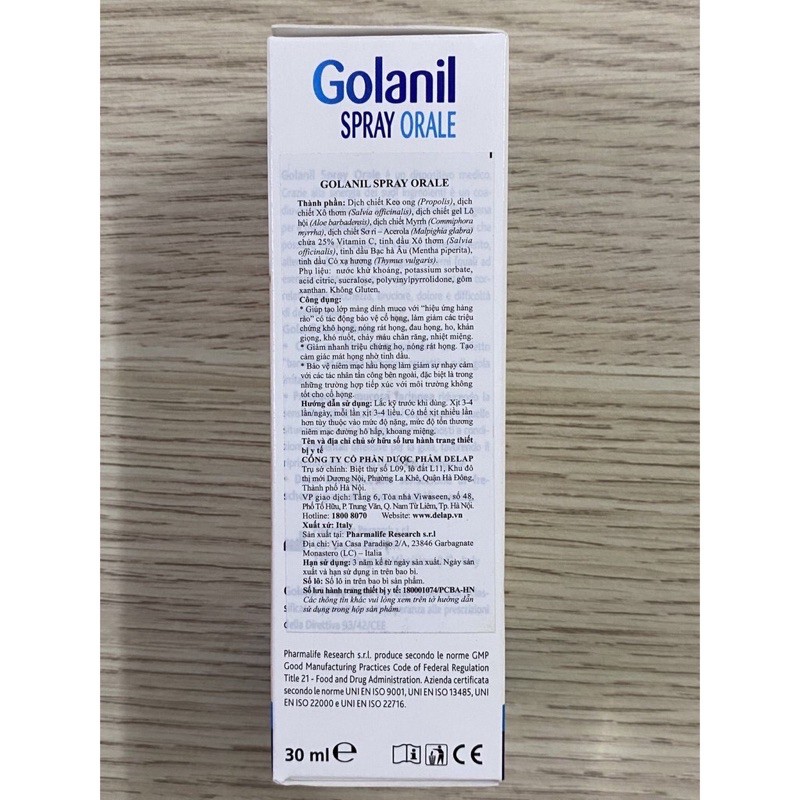 Golanil
SPRAY ORALE
GOLANIL SPRAY ORALE
Thành phần: Dịch chiết Keo ong (Propolis), dịch
chiết Xô thơm (Salvia officinalis), dịch chiết gel Lô
hội (Aloe barbadensis), dịch chiết Myrrh (Commiphora
myrrha), dịch chiết Sơ ri – Acerola (Malpighia glabra)
chứa 25% Vitamin C, tinh dầu Xô thơm (Salvia
officinalis), tinh dầu Bạc hà Âu (Mentha piperita),
tinh dầu Cỏ xạ hương (Thymus vulgaris).
Phụ liệu: nước khử khoáng, potassium sorbate,
acid citric, sucralose, polyvinylpyrrolidone, gôm
xanthan. Không Gluten.
Công dụng:
* Giúp tạo lớp màng dính muco với “hiệu ứng hàng
rào” có tác động bảo vệ cổ họng, làm giảm các triệu
chứng khô họng, nóng rát họng, đau họng, ho, khàn
giọng, khó nuốt, chảy máu chân răng, nhiệt miệng.
* Giảm nhanh triệu chứng ho, nóng rát họng. Tạo
cảm giác mát họng nhờ tinh dầu.
* Bảo vệ niêm mạc hầu họng làm giảm sự nhạy cảm
với các tác nhân tấn công bên ngoài, đặc biệt là trong
những trường hợp tiếp xúc với môi trường không
tốt cho cổ họng.
Hướng dẫn sử dụng: Lắc kỹ trước khi dùng. Xịt 3-4
lần/ngày, mỗi lần xịt 3-4 liều. Có thể xịt nhiều lần
hơn tùy thuộc vào mức độ nặng, mức độ tổn thương
niêm mạc đường hô hấp, khoang miệng.
Tên và địa chỉ chủ sở hữu số lưu hành trang thiết
bị y tế
CÔNG TY CỔ PHẦN DƯỢC PHẨM DELAP
Trụ sở chính: Biệt thự số L09, lô đất L11, Khu đô
thị mới Dương Nội, Phường La Khê, Quận Hà Đông,
Thành phố Hà Nội.
VP giao dịch: Tầng 6, Tòa nhà Viwaseen, số 48,
Phố Tố Hữu, P. Trung Văn, Q. Nam Từ Liêm, Tp. Hà Nội.
Hotline: 1800 8070 Website: www.delap.vn
Xuất xứ: Italy
Sản xuất tại: Pharmalife Research s.r.l
Địa chỉ: Via Casa Paradiso 2/A, 23846 Garbagnate
Monastero (LC) – Italia
Hạn sử dụng: 3 năm kể từ ngày sản xuất. Ngày sản
xuất và hạn sử dụng in trên bao bì.
Số lô: Số lô in trên bao bì sản phẩm.
Số lưu hành trang thiết bị y tế: 180001074/PCBA-HN
Các thông tin khác vui lòng xem trên tờ hướng dẫn
sử dụng trong hộp sản phẩm.
della Direttiva 93/42/CEE
Pharmalife Research s.r.l. produce secondo le norme GMP
Good Manufacturing Practices Code of Federal Regulation
Title 21 - Food and Drug Administration. Azienda certificata
secondo le norme UNI EN ISO 9001, UNI EN ISO 13485, UNI
EN ISO 22000 e UNI EN ISO 22716.
30 ml e CE